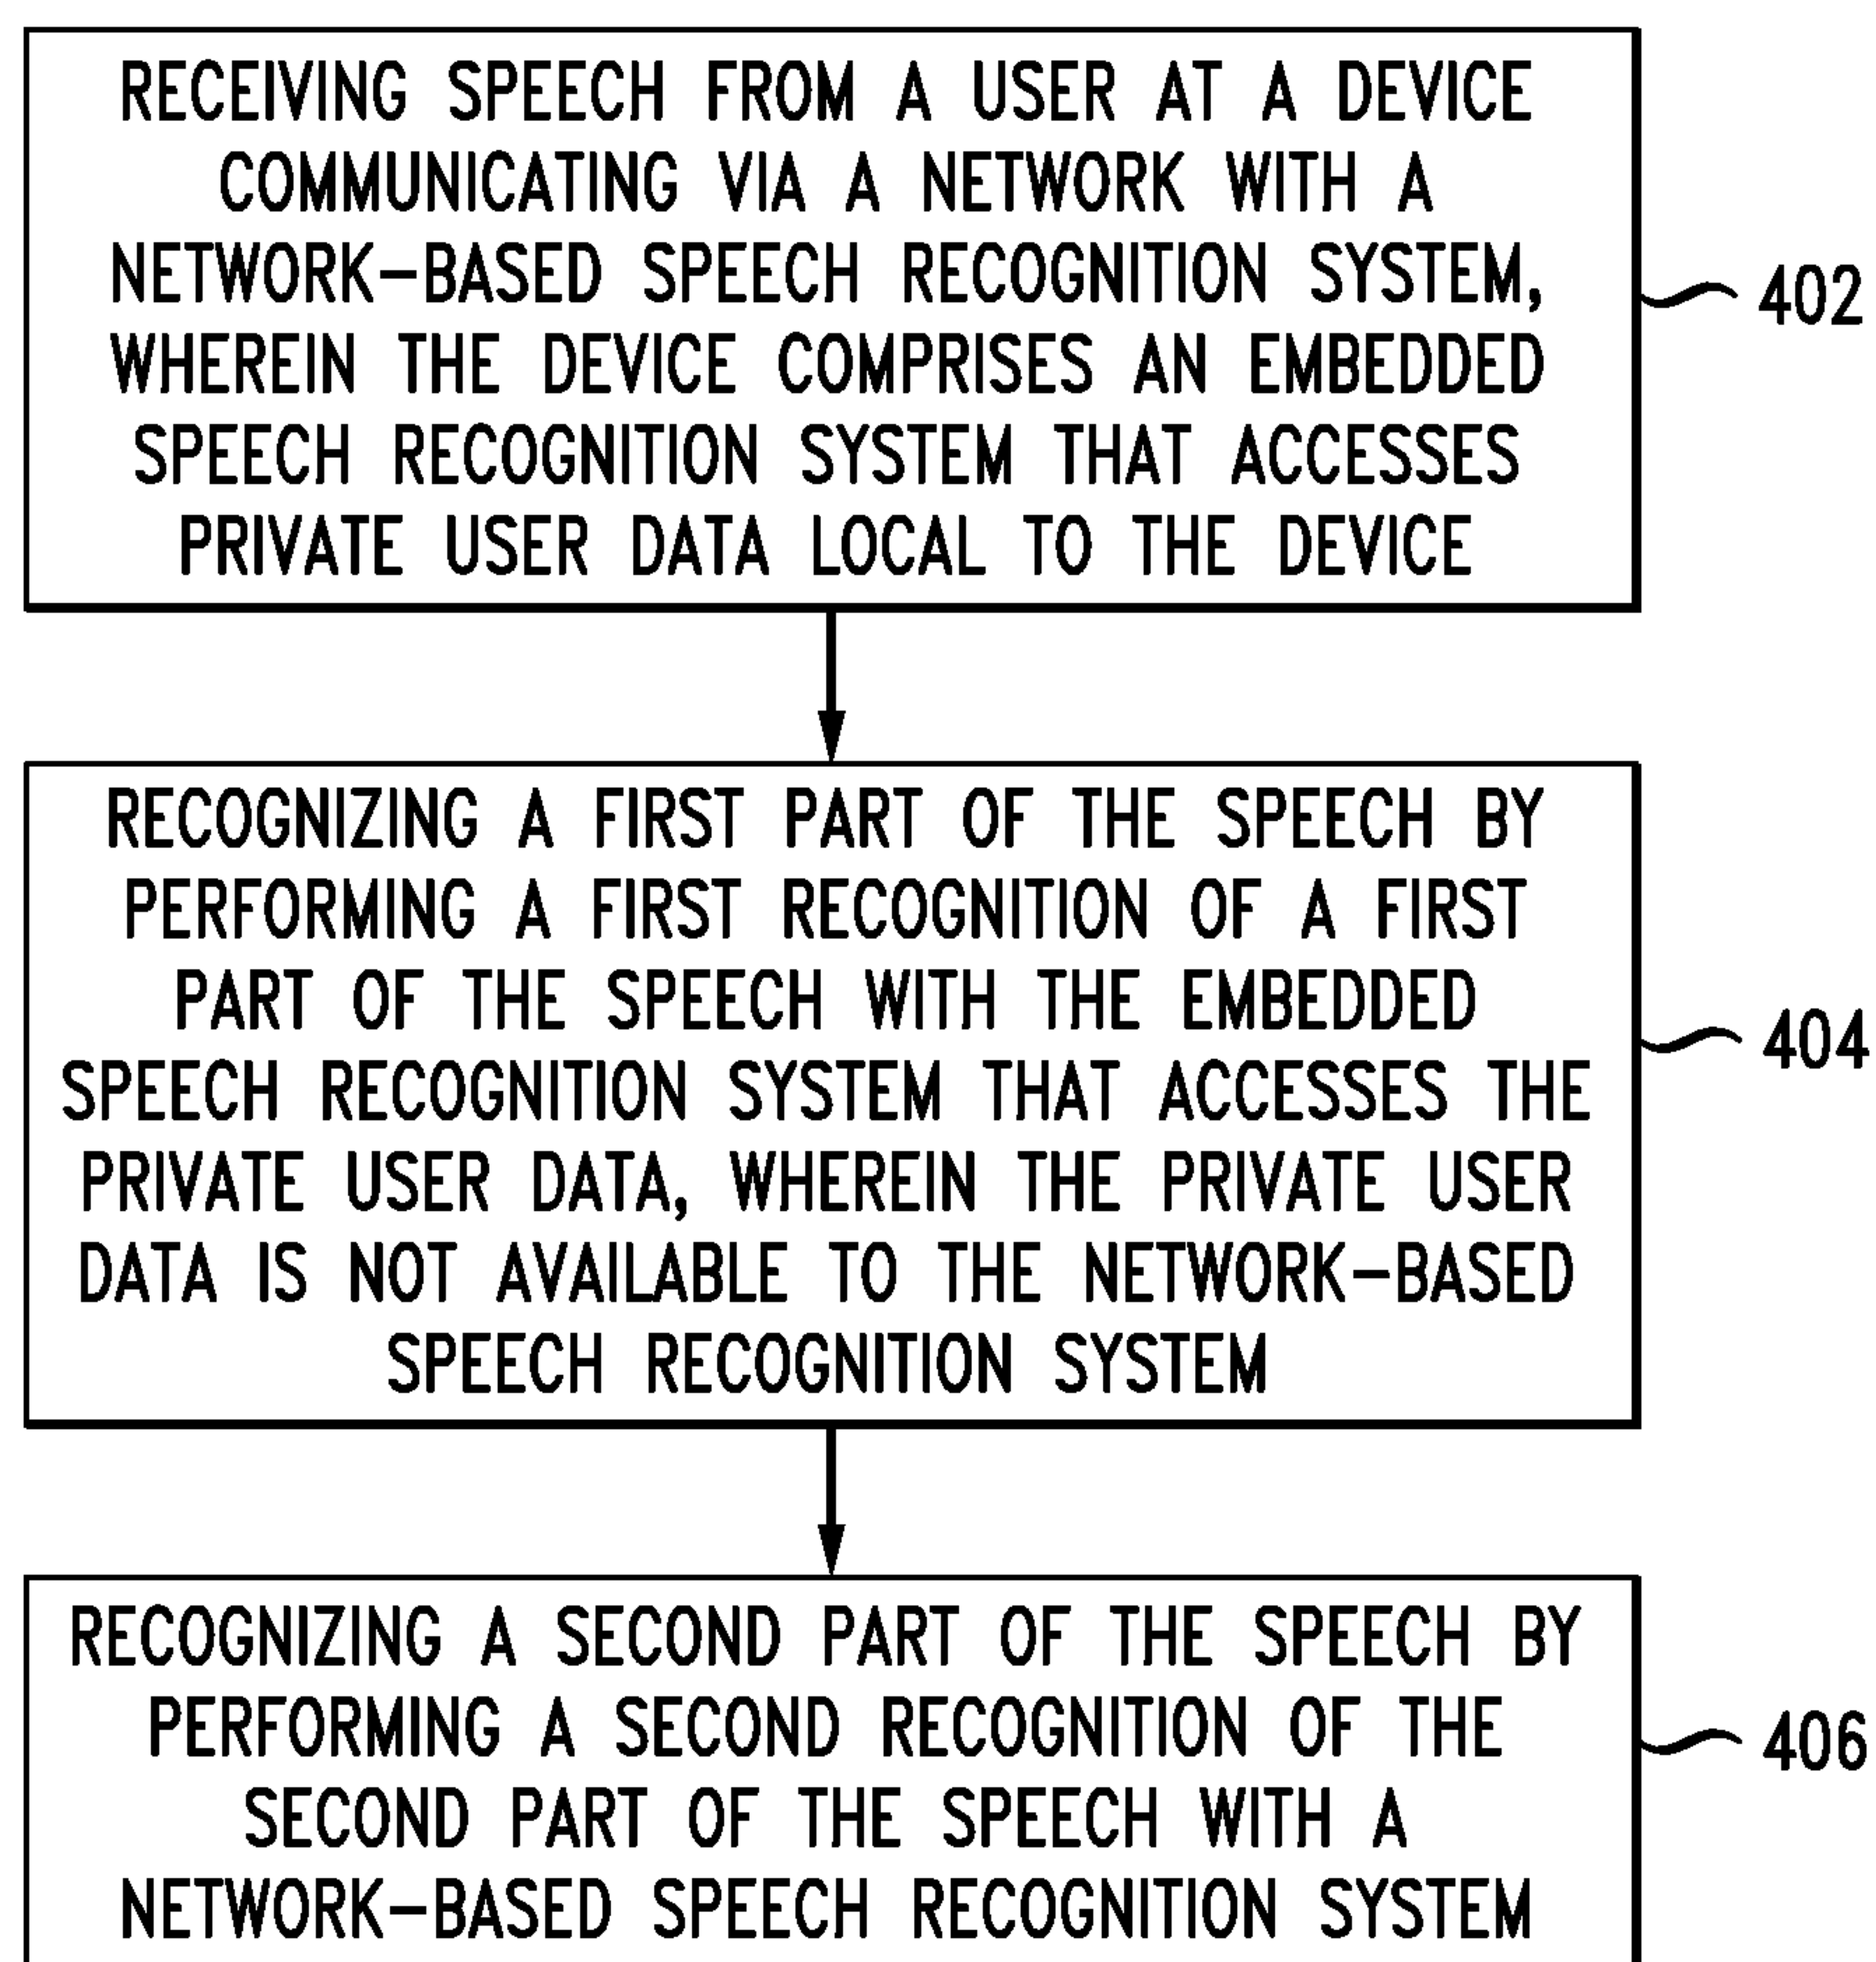 RECEIVING SPEECH FROM A USER AT A DEVICE
COMMUNICATING VIA A NETWORK WITH A
NETWORK-BASED SPEECH RECOGNITION SYSTEM,
WHEREIN THE DEVICE COMPRISES AN EMBEDDED
SPEECH RECOGNITION SYSTEM THAT ACCESSES
PRIVATE USER DATA LOCAL TO THE DEVICE
402
RECOGNIZING A FIRST PART OF THE SPEECH BY
PERFORMING A FIRST RECOGNITION OF A FIRST
PART OF THE SPEECH WITH THE EMBEDDED
SPEECH RECOGNITION SYSTEM THAT ACCESSES THE
PRIVATE USER DATA, WHEREIN THE PRIVATE USER
DATA IS NOT AVAILABLE TO THE NETWORK-BASED
SPEECH RECOGNITION SYSTEM
404
RECOGNIZING A SECOND PART OF THE SPEECH BY
PERFORMING A SECOND RECOGNITION OF THE
SECOND PART OF THE SPEECH WITH A
NETWORK-BASED SPEECH RECOGNITION SYSTEM
406